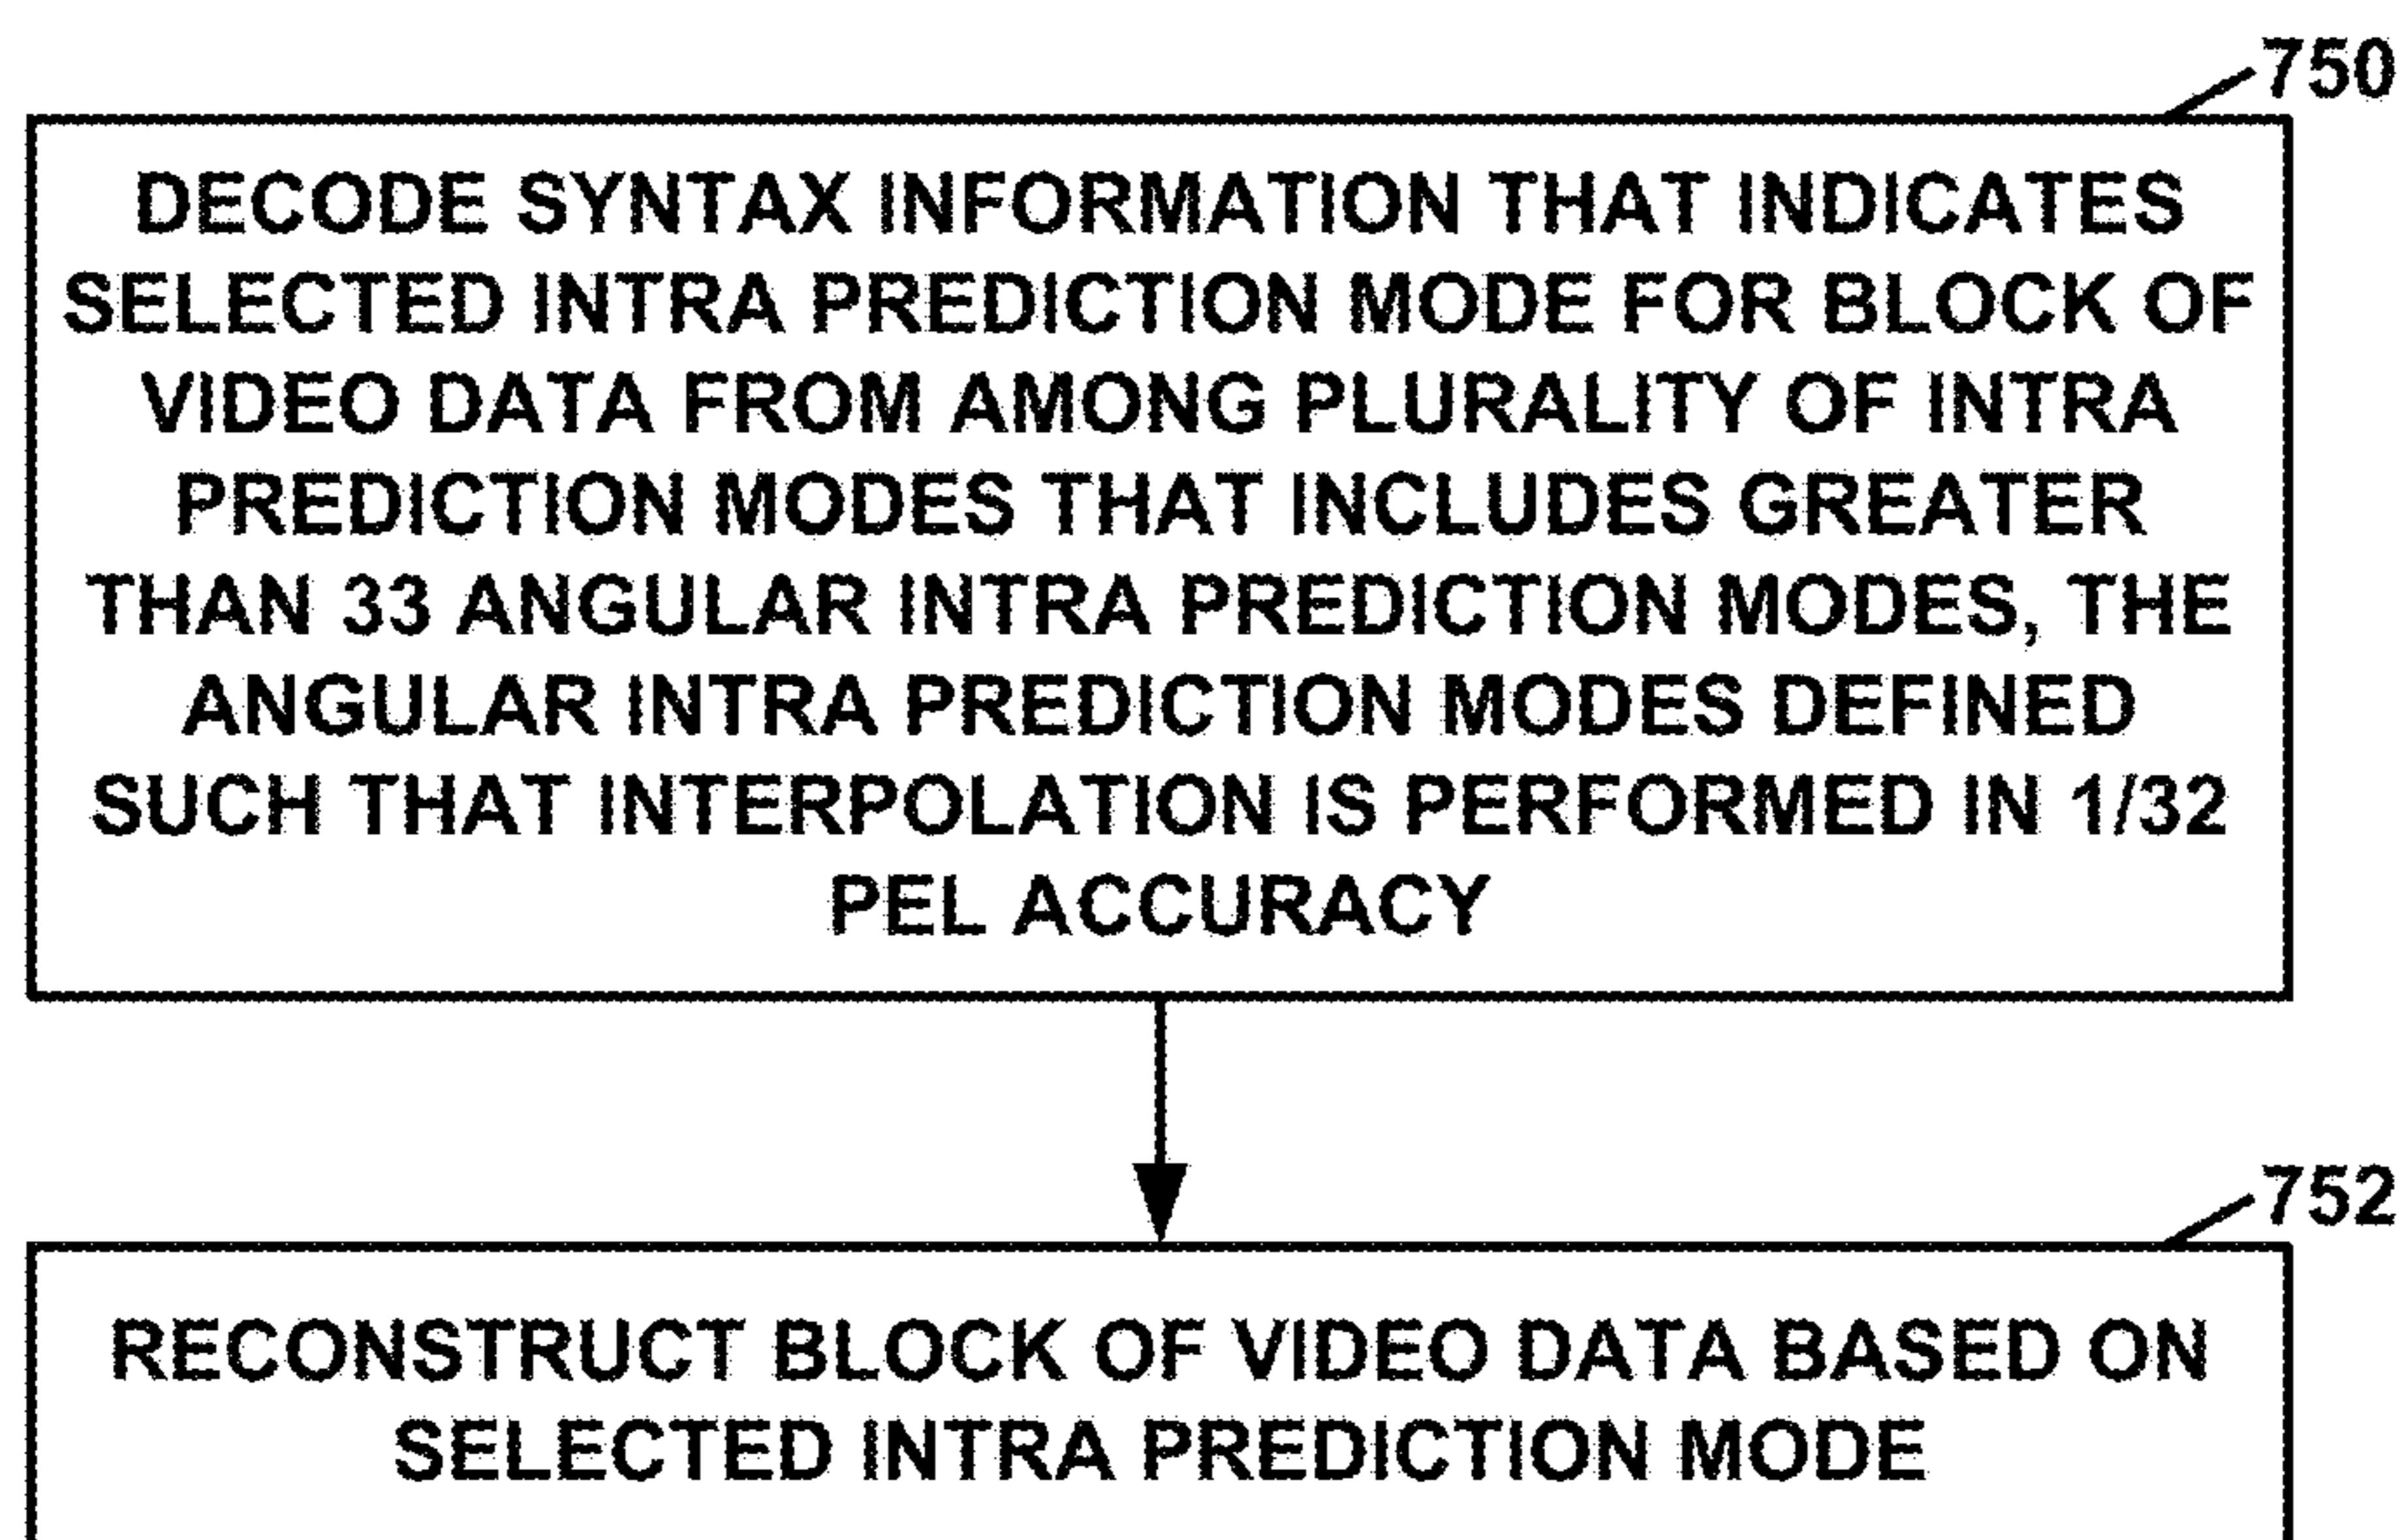 750
DECODE SYNTAX INFORMATION THAT INDICATES
SELECTED INTRA PREDICTION MODE FOR BLOCK OF
VIDEO DATA FROM AMONG PLURALITY OF INTRA
PREDICTION MODES THAT INCLUDES GREATER
THAN 33 ANGULAR INTRA PREDICTION MODES, THE
ANGULAR INTRA PREDICTION MODES DEFINED
SUCH THAT INTERPOLATION IS PERFORMED IN 1/32
PEL ACCURACY
752
RECONSTRUCT BLOCK OF VIDEO DATA BASED ON
SELECTED INTRA PREDICTION MODE